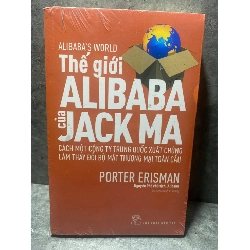 ALIBABA'S WORLD
Thế giới
ALIBABA
của
JACK MA
CÁCH MỘT CÔNG TY TRUNG QUỐC XUẤT CHÚNG
LÀM THAY ĐỔI BỘ MẶT THƯƠNG MẠI TOÀN CẦU
PORTER ERISMAN